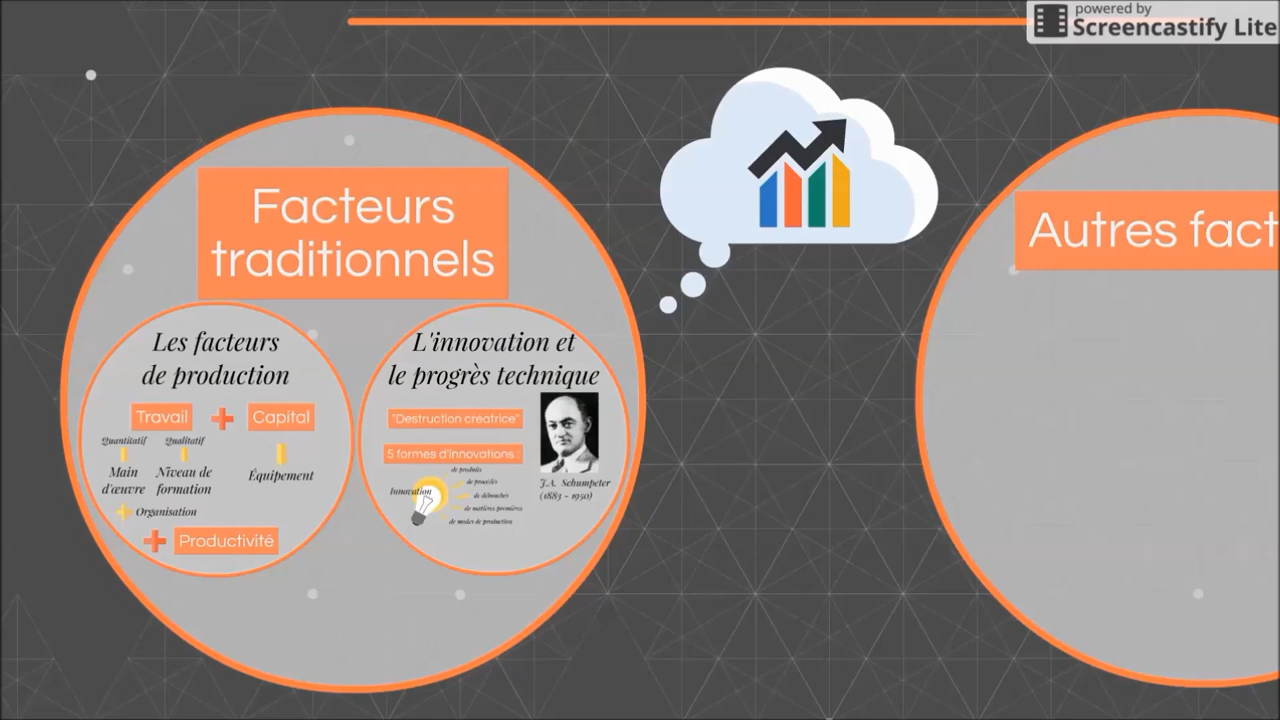 powered by
Screencastify Lite
Facteurs
traditionnels
Autres fact
Les facteurs
de production
Travail
Capital
Quantitatif
Qualitatif
Main
d'œuvre
Niveau de
formation
Équipement
Organisation
Productivité
L'innovation et
le progrès technique
"Destruction créatrice"
5 formes d'innovations :
Innovation
de produits
de procédés
de débouchés
de matières premières
de modes de production
J.A. Schumpeter
(1883 - 1950)